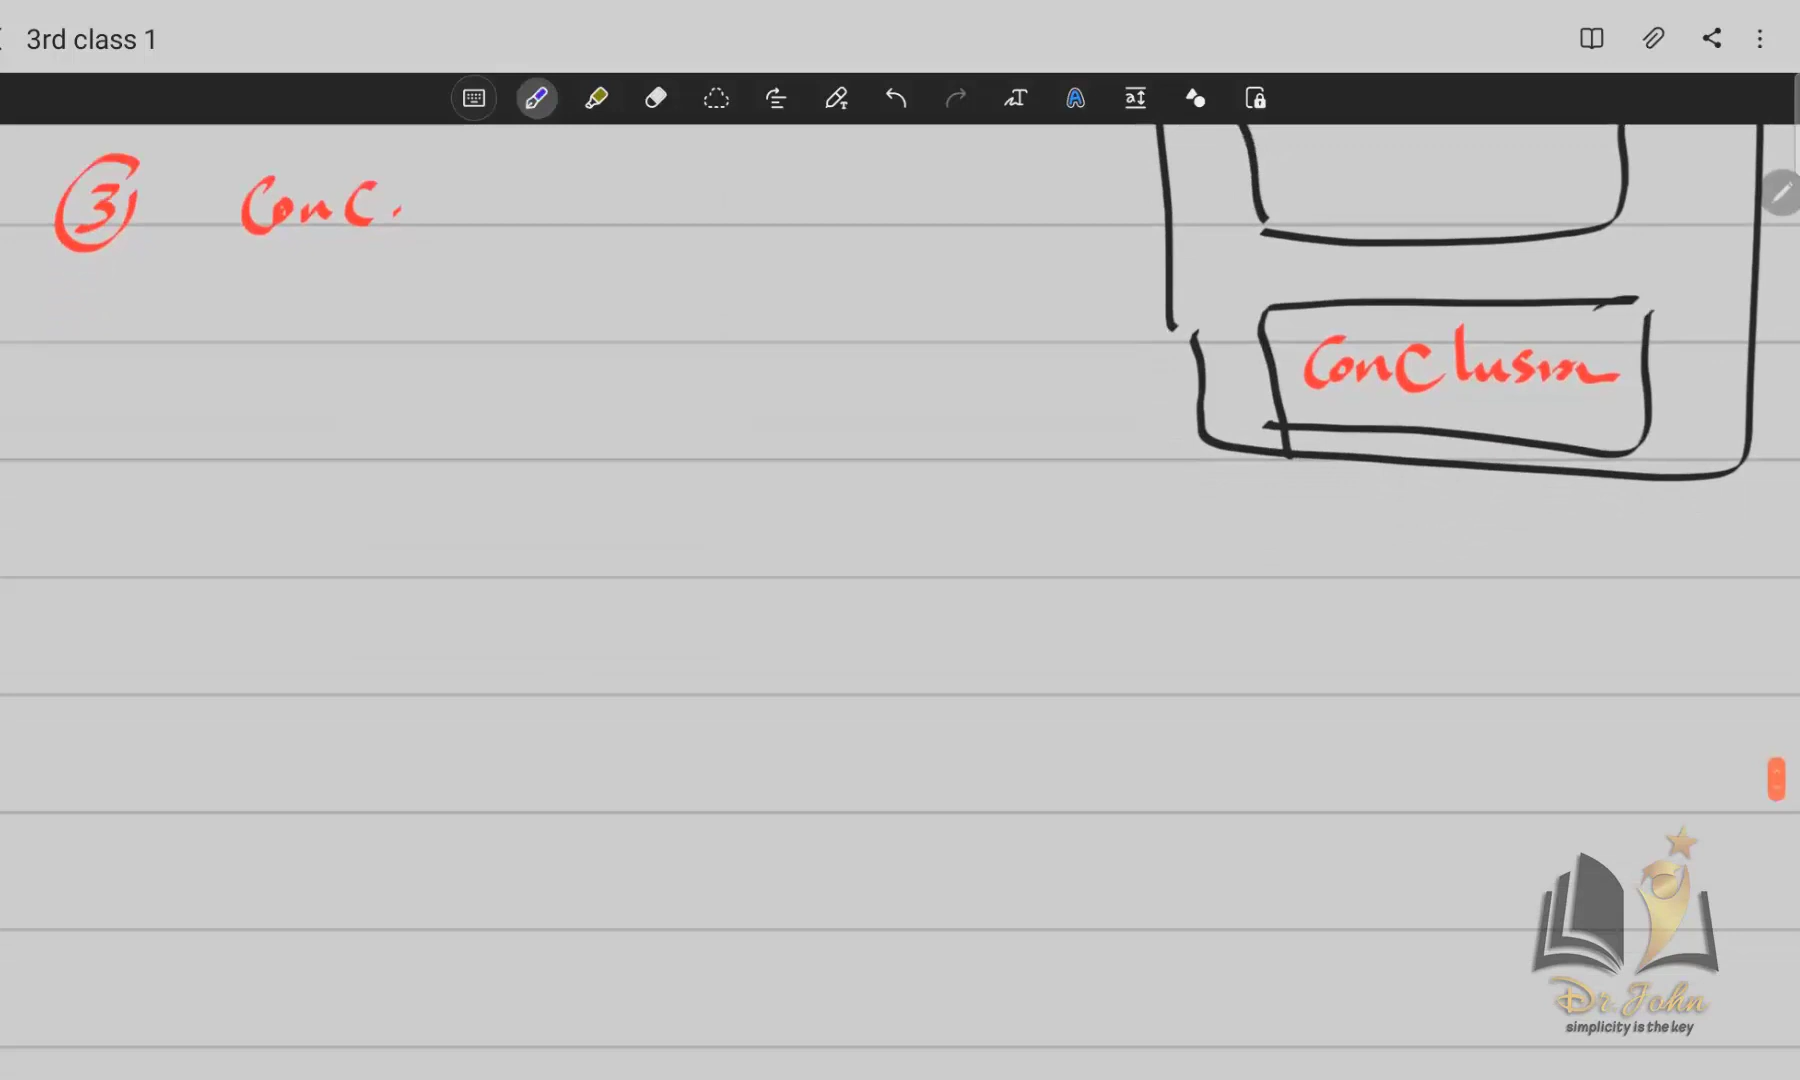 3rd class 1
③ Conc.
Conclusion
Dr. John
simplicity is the key